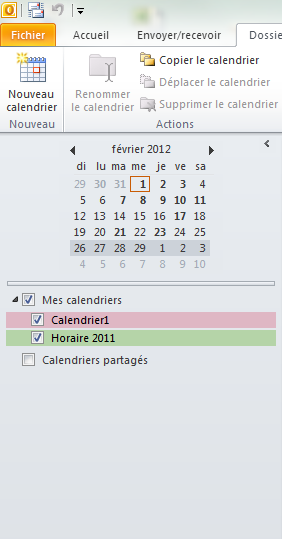 Fichier Accueil Envoyer/recevoir Dossie
Nouveau calendrier
Renommer le calendrier
Copier le calendrier
Déplacer le calendrier
Supprimer le calendrier
Nouveau Actions
février 2012
di lu ma me je ve sa
29 30 31 1 2 3 4
5 6 7 8 9 10 11
12 13 14 15 16 17 18
19 20 21 22 23 24 25
26 27 28 29 1 2 3
4 5 6 7 8 9 10
Mes calendriers
Calendrier1
Horaire 2011
Calendriers partagés